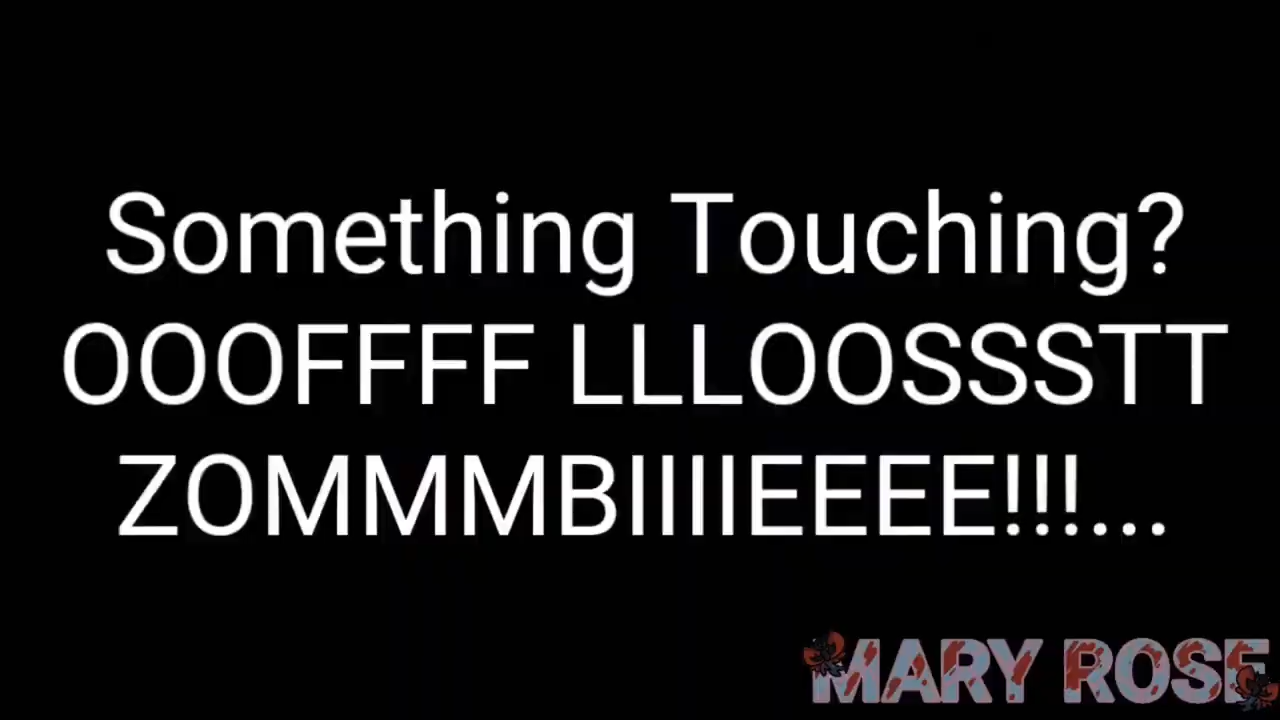 Something Touching?
OOOFFFF LLLOOSSSTT
ZOMMMBIIIIEEEE!!!...
MARY ROSE